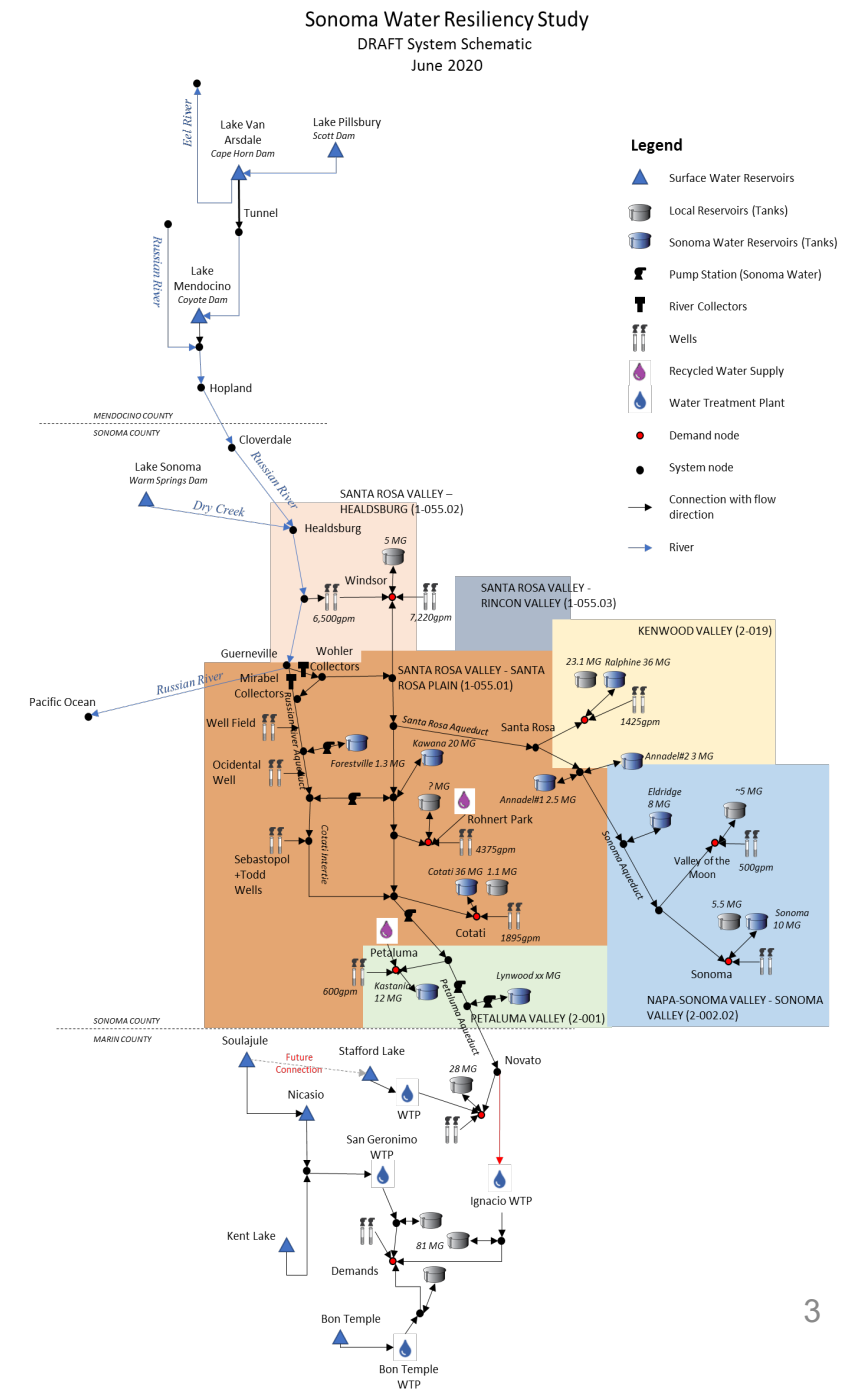 Sonoma Water Resiliency Study
DRAFT System Schematic
June 2020
Eel River
Lake Van
Arsdale
Cape Horn Dam
Lake Pillsbury
Scott Dam
Tunnel
Russian River
Lake
Mendocino
Coyote Dam
Hopland
MENDOCINO COUNTY
SONOMA COUNTY
Cloverdale
Russian River
Lake Sonoma
Warm Springs Dam
Dry Creek
Healdsburg
Legend
Surface Water Reservoirs
Local Reservoirs (Tanks)
Sonoma Water Reservoirs (Tanks)
Pump Station (Sonoma Water)
River Collectors
Wells
Recycled Water Supply
Water Treatment Plant
Demand node
System node
Connection with flow
direction
River
SANTA ROSA VALLEY –
HEALDSBURG (1-055.02)
5 MG
Windsor
6,500gpm
7,220gpm
SANTA ROSA VALLEY -
RINCON VALLEY (1-055.03)
KENWOOD VALLEY (2-019)
23.1 MG
Ralphine 36 MG
1425gpm
Santa Rosa
Guerneville
Wohler
Collectors
Mirabel
Collectors
SANTA ROSA VALLEY - SANTA
ROSA PLAIN (1-055.01)
Russian River
Pacific Ocean
Russian River Aqueduct
Santa Rosa Aqueduct
Well Field
Forestville 1.3 MG
Kawana 20 MG
Ocidental
Well
Annadel#2 3 MG
Annadel#1 2.5 MG
? MG
Rohnert Park
4375gpm
Cotati Intertie
Sebastopol
+Todd
Wells
Cotati 36 MG
1.1 MG
Cotati
1895gpm
Eldridge
8 MG
~5 MG
Valley of the
Moon
500gpm
Sonoma Aqueduct
5.5 MG
Sonoma
10 MG
Sonoma
NAPA-SONOMA VALLEY - SONOMA
VALLEY (2-002.02)
Petaluma
600gpm
Kastania
12 MG
Lynwood xx MG
Petaluma Aqueduct
PETALUMA VALLEY (2-001)
SONOMA COUNTY
MARIN COUNTY
Soulajule
Future
Connection
Stafford Lake
WTP
28 MG
Novato
Nicasio
San Geronimo
WTP
Ignacio WTP
Kent Lake
81 MG
Demands
Bon Temple
Bon Temple
WTP
3